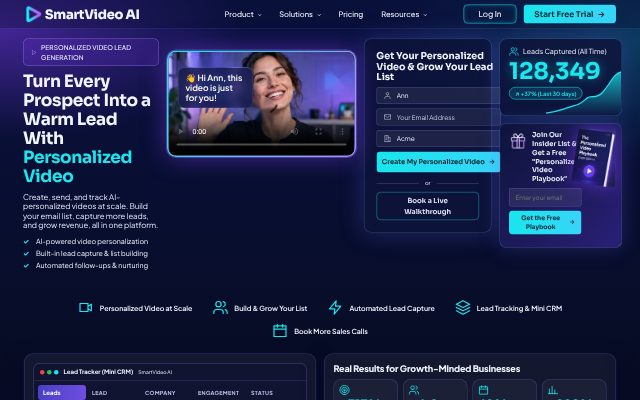 SmartVideo AI
Product
Solutions
Pricing
Resources
Log In
Start Free Trial →
PERSONALIZED VIDEO LEAD
GENERATION
Turn Every
Prospect Into a
Warm Lead
With
Personalized
Video
Create, send, and track AI-
personalized videos at scale. Build
your email list, capture more leads,
and grow revenue, all in one platform.
AI-powered video personalization
Built-in lead capture & list building
Automated follow-ups & nurturing
👋 Hi Ann, this
video is just
for you!
0:00
Get Your Personalized
Video & Grow Your Lead
List
Ann
Your Email Address
Acme
Create My Personalized Video →
or
Book a Live
Walkthrough
Leads Captured (All Time)
128,349
+37% (Last 30 days)
Join Our
Insider List &
Get a Free
"Personalize
Video
Playbook"
The
Personalized
Video
Playbook
Enter your email
Get the Free
Playbook →
Personalized Video at Scale
Build & Grow Your List
Automated Lead Capture
Lead Tracking & Mini CRM
Book More Sales Calls
Lead Tracker (Mini CRM) SmartVideo AI
Leads
LEAD
COMPANY
ENGAGEMENT
STATUS
Real Results for Growth-Minded Businesses